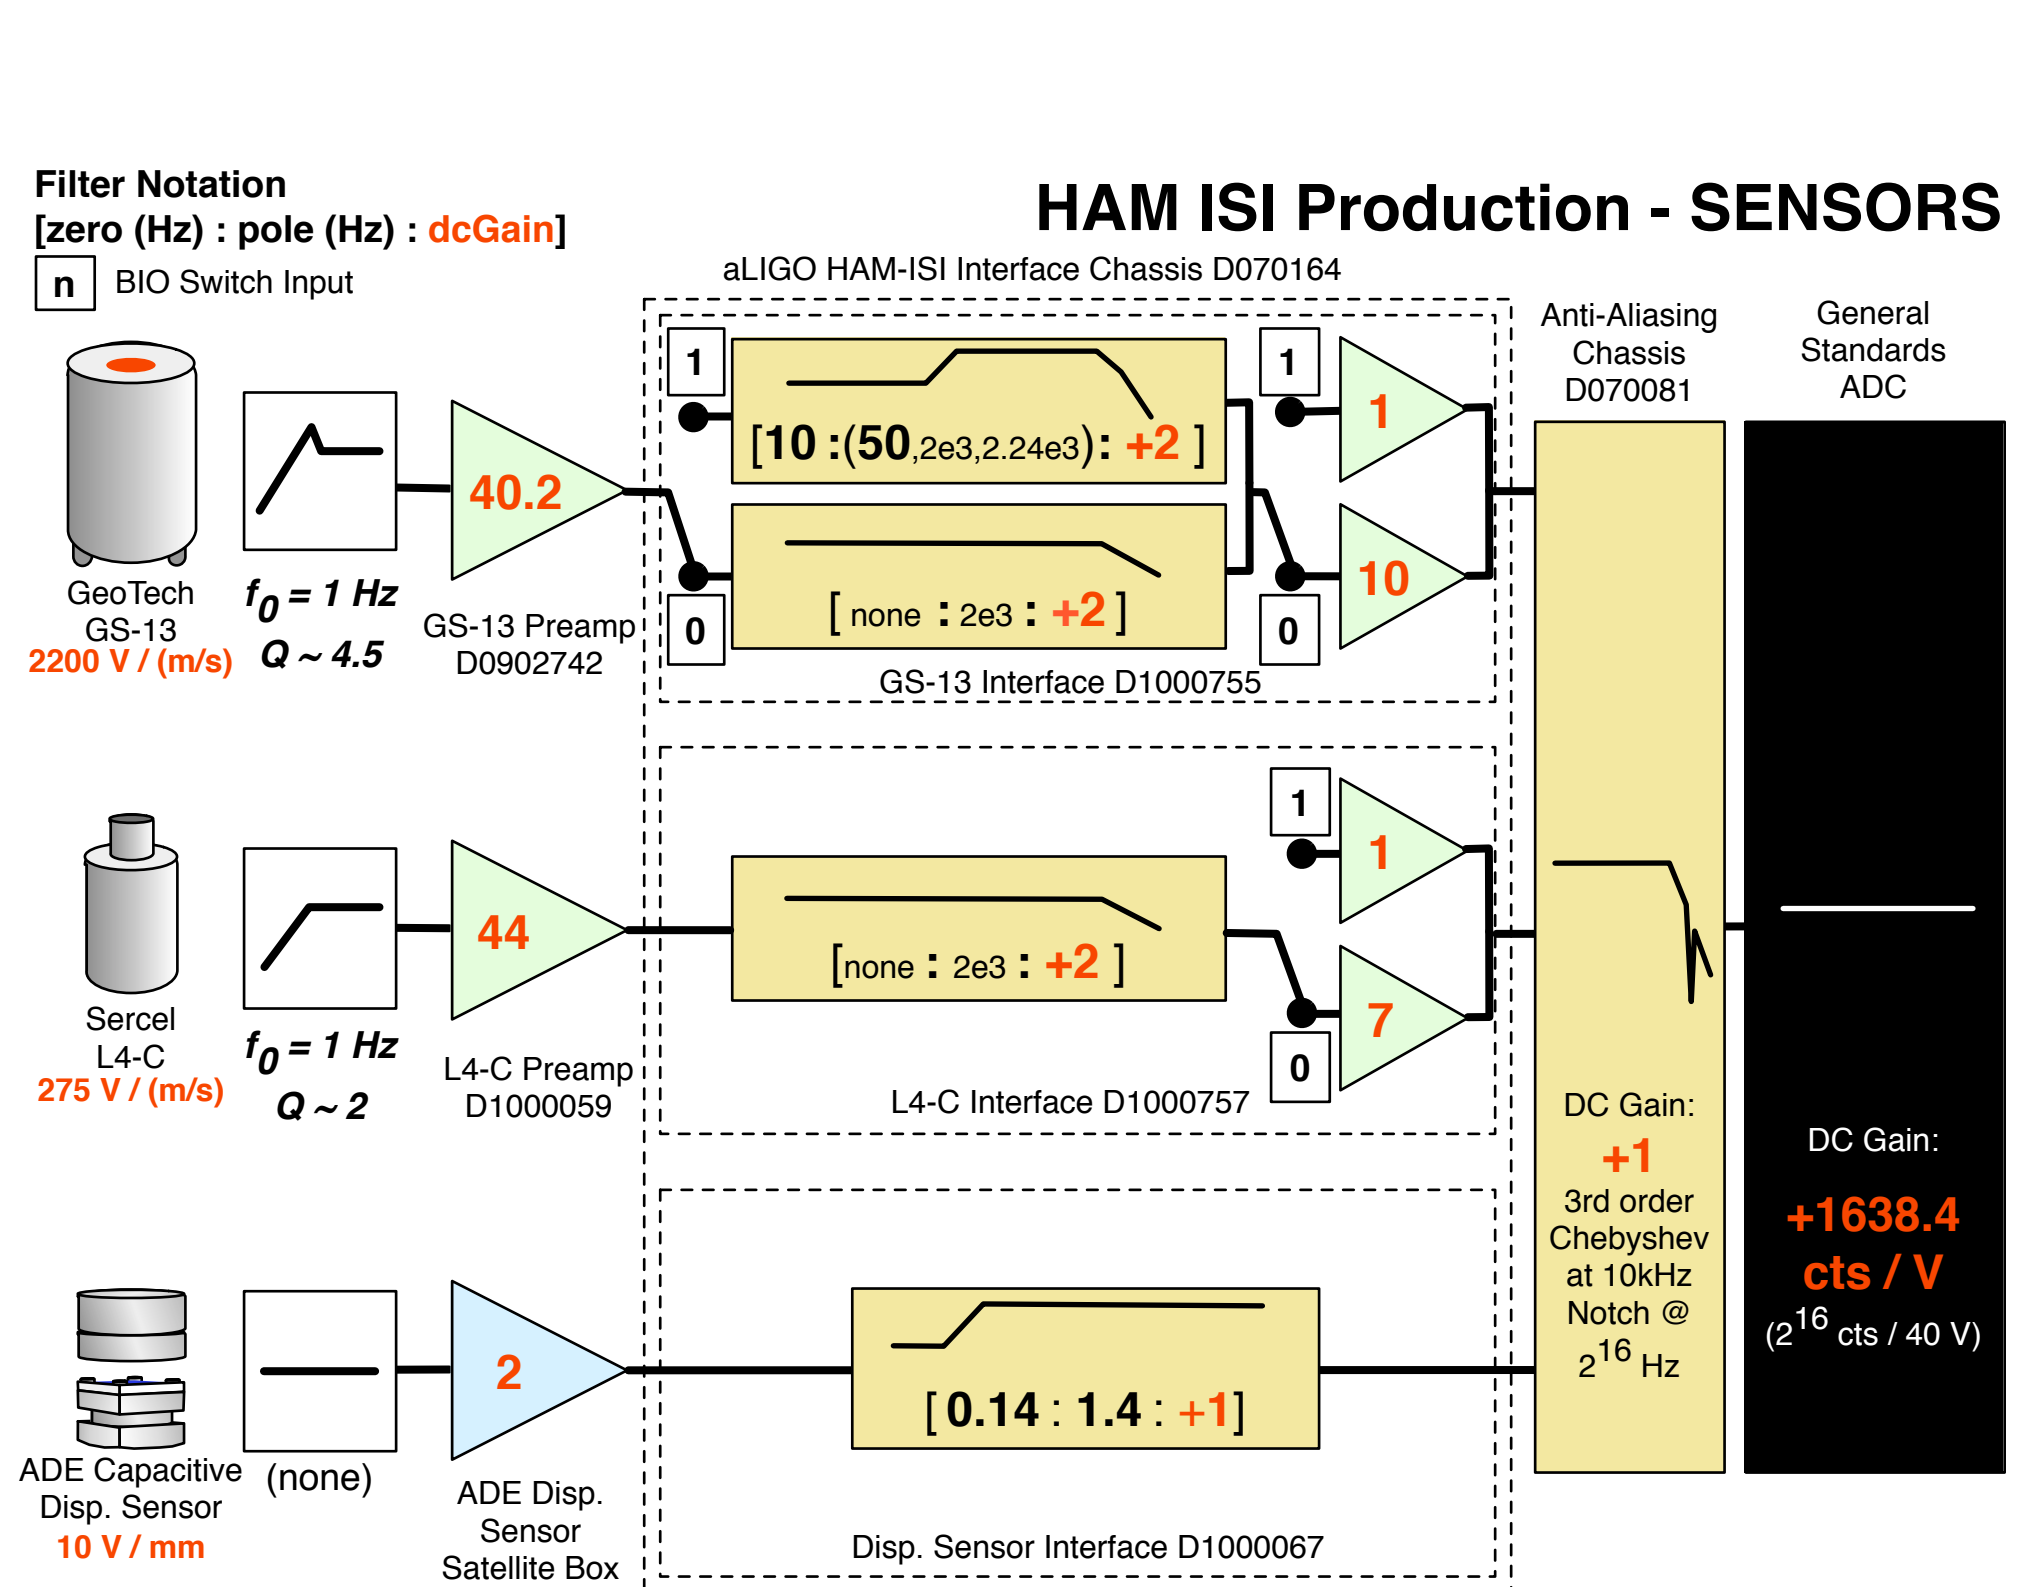 Filter Notation
[zero (Hz) : pole (Hz) : dcGain]
n BIO Switch Input
HAM ISI Production - SENSORS
aLIGO HAM-ISI Interface Chassis D070164
Anti-Aliasing
Chassis
D070081
General
Standards
ADC
GeoTech
GS-13
2200 V / (m/s)
f0 = 1 Hz
Q ~ 4.5
40.2
GS-13 Preamp
D0902742
1
[10 :(50,2e3,2.24e3): +2 ]
1
1
0
[ none : 2e3 : +2 ]
0
10
GS-13 Interface D1000755
Sercel
L4-C
275 V / (m/s)
f0 = 1 Hz
Q ~ 2
44
L4-C Preamp
D1000059
[none : 2e3 : +2 ]
1
1
7
0
L4-C Interface D1000757
ADE Capacitive
Disp. Sensor
10 V / mm
(none)
2
ADE Disp.
Sensor
Satellite Box
[ 0.14 : 1.4 : +1]
Disp. Sensor Interface D1000067
DC Gain:
+1
3rd order
Chebyshev
at 10kHz
Notch @
2^16 Hz
DC Gain:
+1638.4
cts / V
(2^16 cts / 40 V)